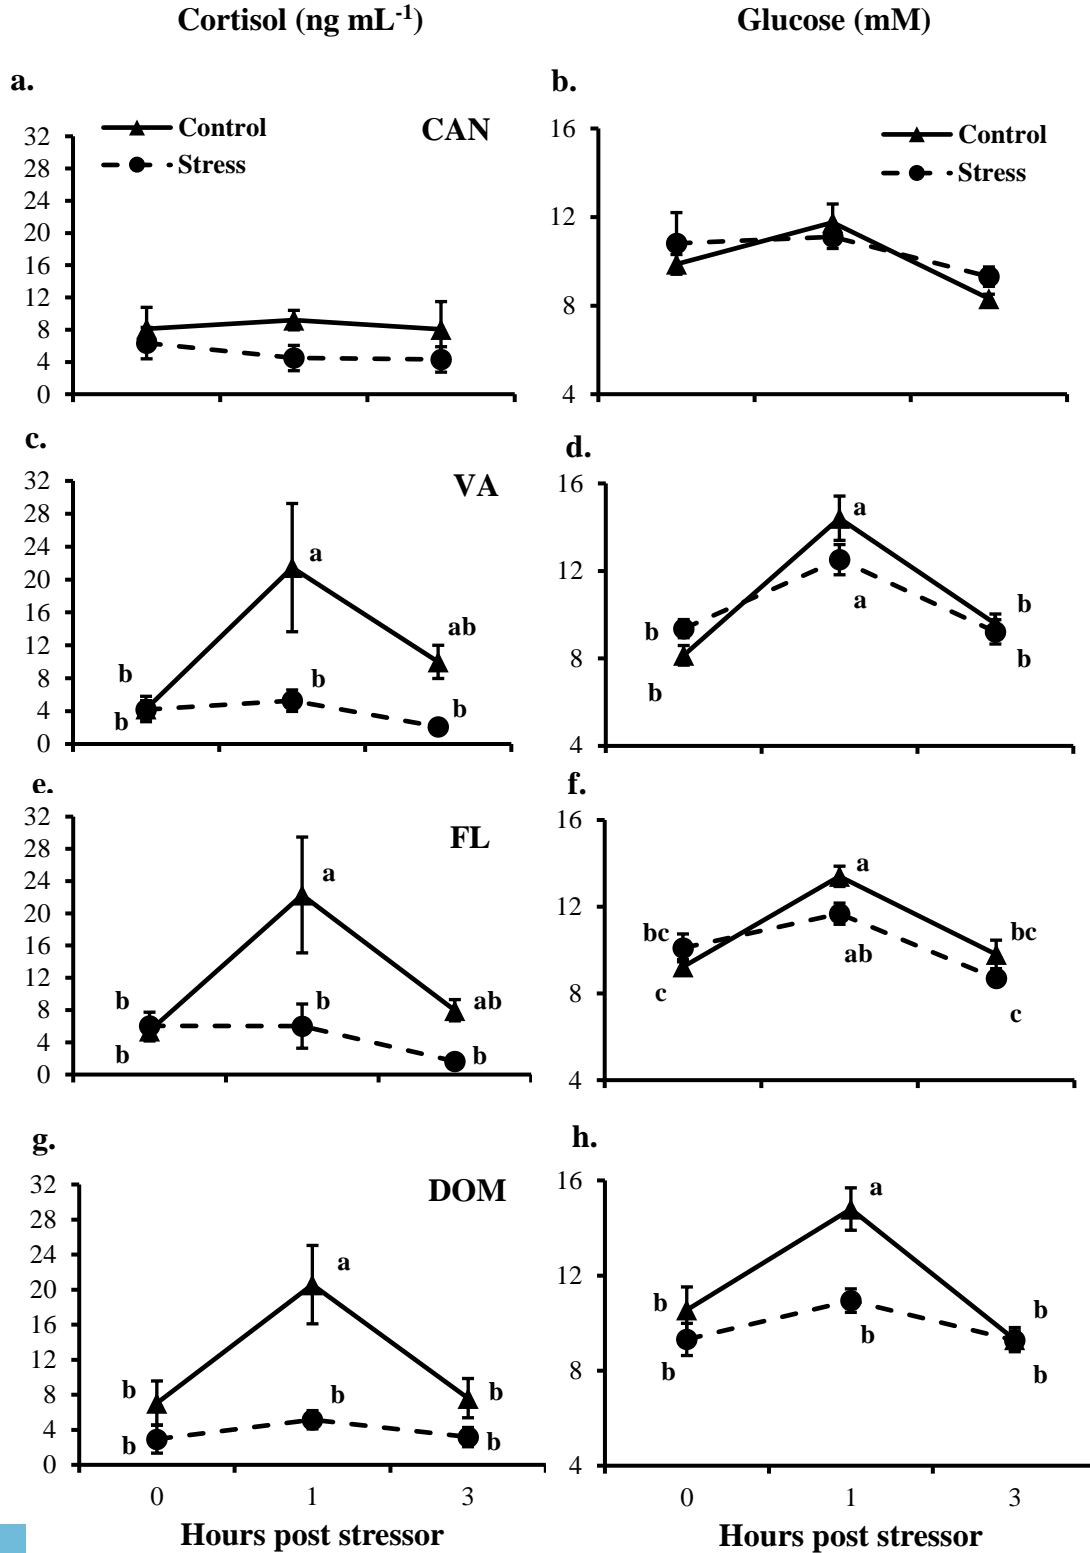 Cortisol (ng mL-1)
Glucose (mM)
a.
Control
Stress
CAN
32
28
24
20
16
12
8
4
0
b.
Control
Stress
16
12
8
4
c.
VA
32
28
24
20
16
12
8
4
0
b
b
a
b
ab
b
d.
16
12
8
4
b
b
a
a
b
b
e.
FL
32
28
24
20
16
12
8
4
0
b
b
a
b
ab
b
f.
16
12
8
4
bc
c
a
ab
bc
c
g.
DOM
32
28
24
20
16
12
8
4
0
b
b
a
b
b
b
0 1 3
Hours post stressor
h.
16
12
8
4
b
b
a
b
b
b
0 1 3
Hours post stressor